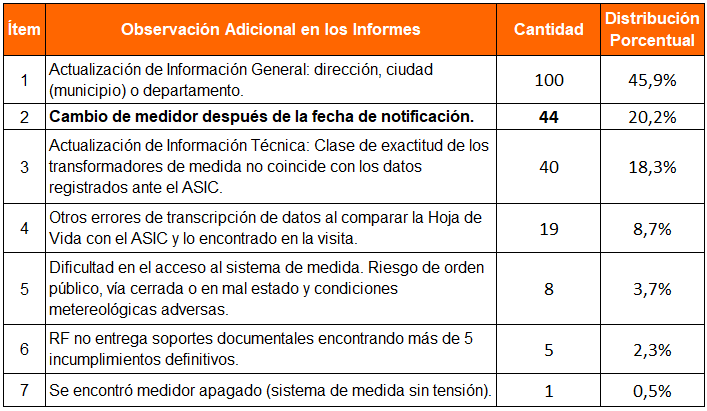 Ítem Observación Adicional en los Informes Cantidad Distribución
Porcentual
1 Actualización de Información General: dirección, ciudad
(municipio) o departamento. 100 45,9%
2 Cambio de medidor después de la fecha de notificación. 44 20,2%
3 Actualización de Información Técnica: Clase de exactitud de los
transformadores de medida no coincide con los datos
registrados ante el ASIC. 40 18,3%
4 Otros errores de transcripción de datos al comparar la Hoja de
Vida con el ASIC y lo encontrado en la visita. 19 8,7%
5 Dificultad en el acceso al sistema de medida. Riesgo de orden
público, vía cerrada o en mal estado y condiciones
metereológicas adversas. 8 3,7%
6 RF no entrega soportes documentales encontrando más de 5
incumplimientos definitivos. 5 2,3%
7 Se encontró medidor apagado (sistema de medida sin tensión). 1 0,5%